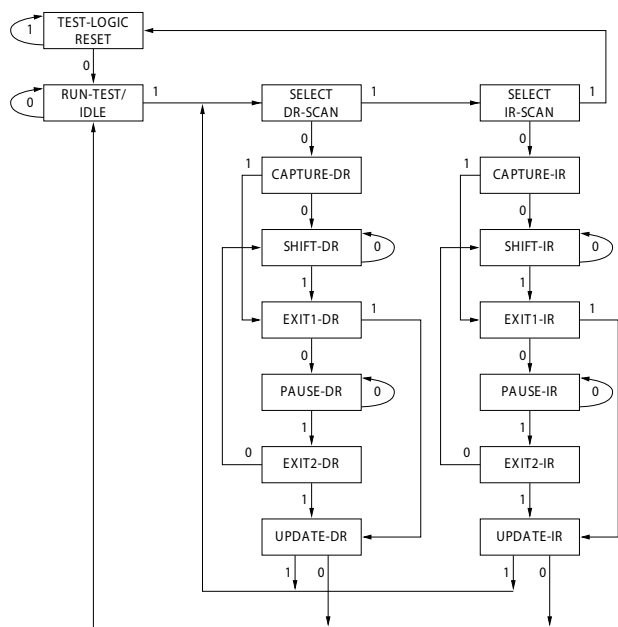 TEST-LOGIC
RESET
1
0
RUN-TEST/
IDLE
0
1
SELECT
DR-SCAN
1
SELECT
IR-SCAN
1
0
0
1
CAPTURE-DR
1
CAPTURE-IR
0
0
SHIFT-DR
0
SHIFT-IR
0
1
1
EXIT1-DR
1
EXIT1-IR
1
0
0
PAUSE-DR
0
PAUSE-IR
0
1
1
0
EXIT2-DR
0
EXIT2-IR
1
1
UPDATE-DR
UPDATE-IR
1
0
1
0